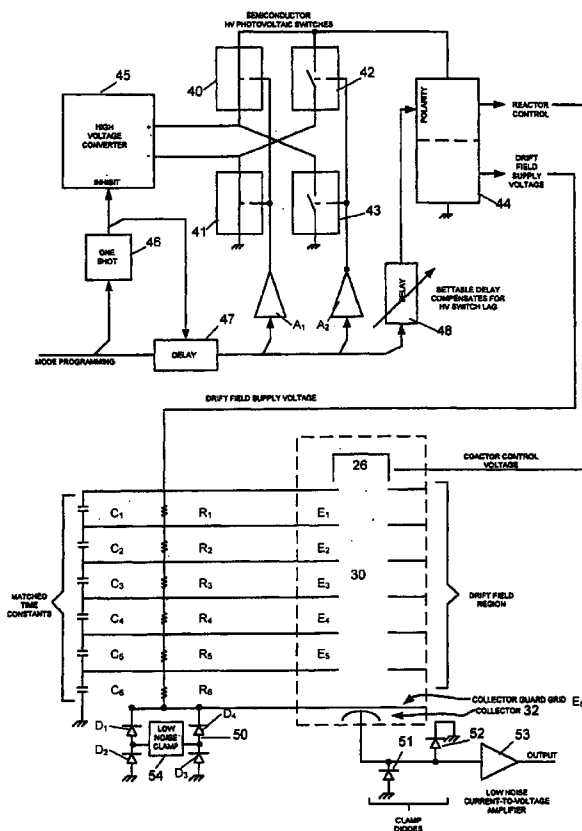 SEMICONDUCTOR
HV PHOTOVOLTAIC SWITCHES
45
40
42
HIGH
VOLTAGE
CONVERTER
+
-
INHIBIT
POLARITY
REACTOR
CONTROL
DRIFT
FIELD
SUPPLY
VOLTAGE
44
41
43
46
ONE
SHOT
47
DELAY
A1
A2
DELAY
48
SETTABLE DELAY
COMPENSATES FOR
HV SWITCH LAG
MODE PROGRAMMING
DRIFT FIELD SUPPLY VOLTAGE
26
COACTOR CONTROL
VOLTAGE
C1 R1 E1
C2 R2 E2
C3 R3 E3 30
C4 R4 E4
C5 R5 E5
C6 R6
MATCHED
TIME
CONSTANTS
DRIFT FIELD
REGION
D1
D4
D2
D3
LOW
NOISE
CLAMP
54
50
COLLECTOR GUARD GRID E6
COLLECTOR 32
51
52
53
OUTPUT
LOW NOISE
CURRENT-TO-VOLTAGE
AMPLIFIER
CLAMP
DIODES